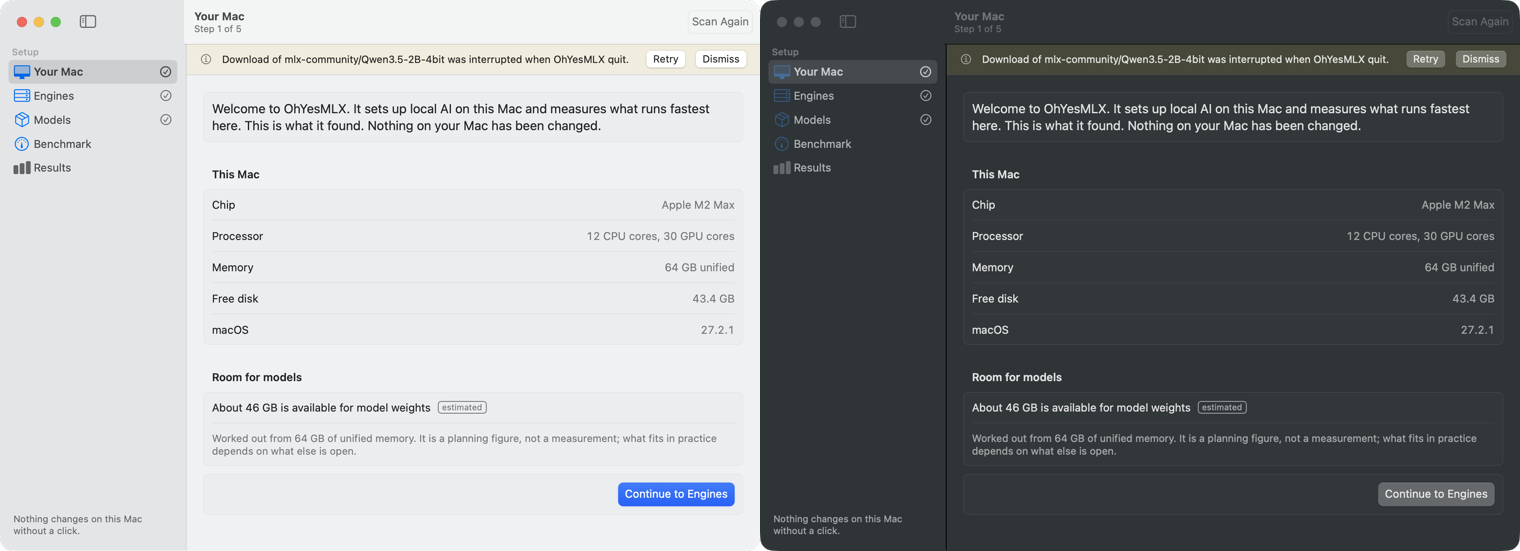 Your Mac
Step 1 of 5
Scan Again
Setup
Your Mac
Engines
Models
Benchmark
Results
Nothing changes on this Mac
without a click.
Download of mlx-community/Qwen3.5-2B-4bit was interrupted when OhYesMLX quit.
Retry
Dismiss
Welcome to OhYesMLX. It sets up local AI on this Mac and measures what runs fastest
here. This is what it found. Nothing on your Mac has been changed.
This Mac
Chip Apple M2 Max
Processor 12 CPU cores, 30 GPU cores
Memory 64 GB unified
Free disk 43.4 GB
macOS 27.2.1
Room for models
About 46 GB is available for model weights estimated
Worked out from 64 GB of unified memory. It is a planning figure, not a measurement; what fits in practice
depends on what else is open.
Continue to Engines
Your Mac
Step 1 of 5
Scan Again
Setup
Your Mac
Engines
Models
Benchmark
Results
Nothing changes on this Mac
without a click.
Download of mlx-community/Qwen3.5-2B-4bit was interrupted when OhYesMLX quit.
Retry
Dismiss
Welcome to OhYesMLX. It sets up local AI on this Mac and measures what runs fastest
here. This is what it found. Nothing on your Mac has been changed.
This Mac
Chip Apple M2 Max
Processor 12 CPU cores, 30 GPU cores
Memory 64 GB unified
Free disk 43.4 GB
macOS 27.2.1
Room for models
About 46 GB is available for model weights estimated
Worked out from 64 GB of unified memory. It is a planning figure, not a measurement; what fits in practice
depends on what else is open.
Continue to Engines